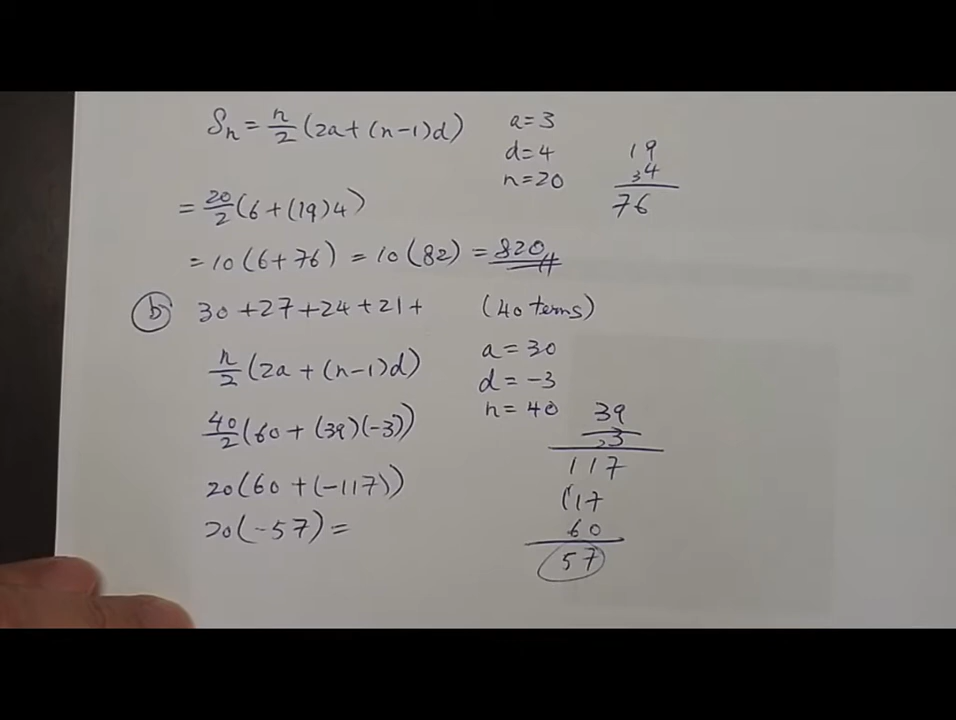 Sn = n/2 (2a + (n-1)d)
a = 3
d = 4
n = 20
19
34
76
= 20/2 (6 + (19)4)
= 10(6 + 76) = 10(82) = 820
(b) 30 + 27 + 24 + 21 + (40 terms)
n/2 (2a + (n-1)d)
a = 30
d = -3
n = 40
40/2 (60 + (39)(-3))
20(60 + (-117))
20(-57) =
39
23
117
117
60
57